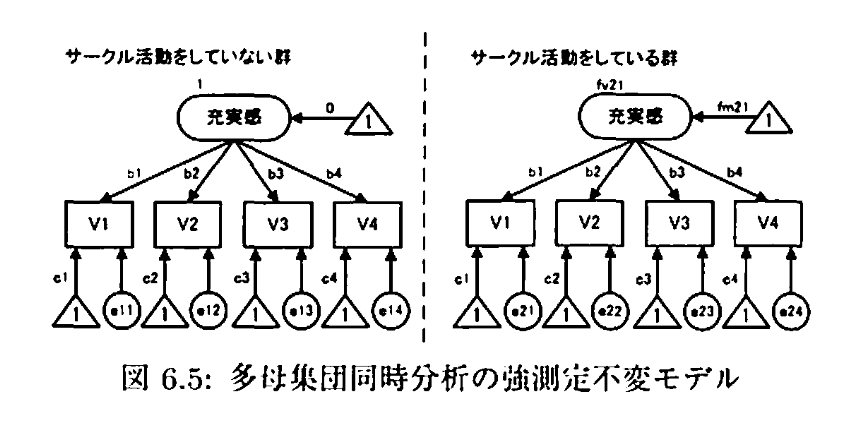 サークル活動をしていない群
サークル活動をしている群
1
fv21
充実感
0
1
充実感
fm21
1
b1
b2
b3
b4
b1
b2
b3
b4
V1
V2
V3
V4
V1
V2
V3
V4
c1
c2
c3
c4
c1
c2
c3
c4
1
e11
1
e12
1
e13
1
e14
1
e21
1
e22
1
e23
1
e24
図 6.5: 多母集団同時分析の強測定不変モデル